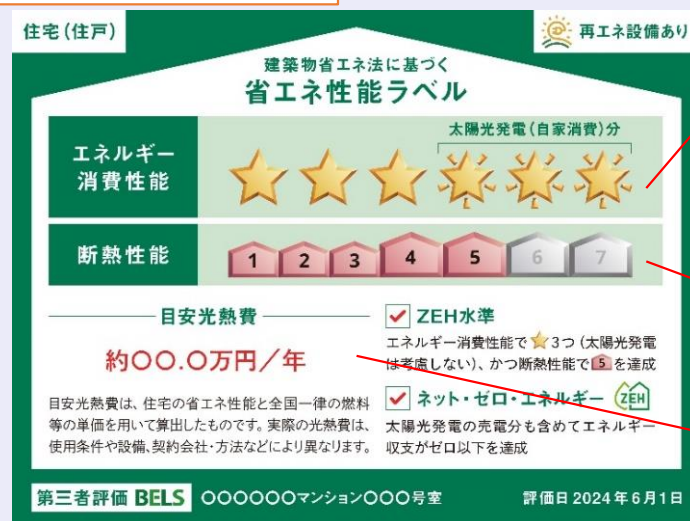 住宅(住戸)
再エネ設備あり
建築物省エネ法に基づく
省エネ性能ラベル
太陽光発電(自家消費)分
エネルギー
消費性能
断熱性能
1 2 3 4 5 6 7
目安光熱費
約〇〇.〇万円/年
目安光熱費は、住宅の省エネ性能と全国一律の燃料
等の単価を用いて算出したものです。実際の光熱費は、
使用条件や設備、契約会社・方法などにより異なります。
ZEH水準
エネルギー消費性能で★3つ(太陽光発電
は考慮しない)、かつ断熱性能で5を達成
ネット・ゼロ・エネルギー ZEH
太陽光発電の売電分も含めてエネルギー
収支がゼロ以下を達成
第三者評価 BELS 〇〇〇〇〇〇マンション〇〇〇号室 評価日2024年6月1日